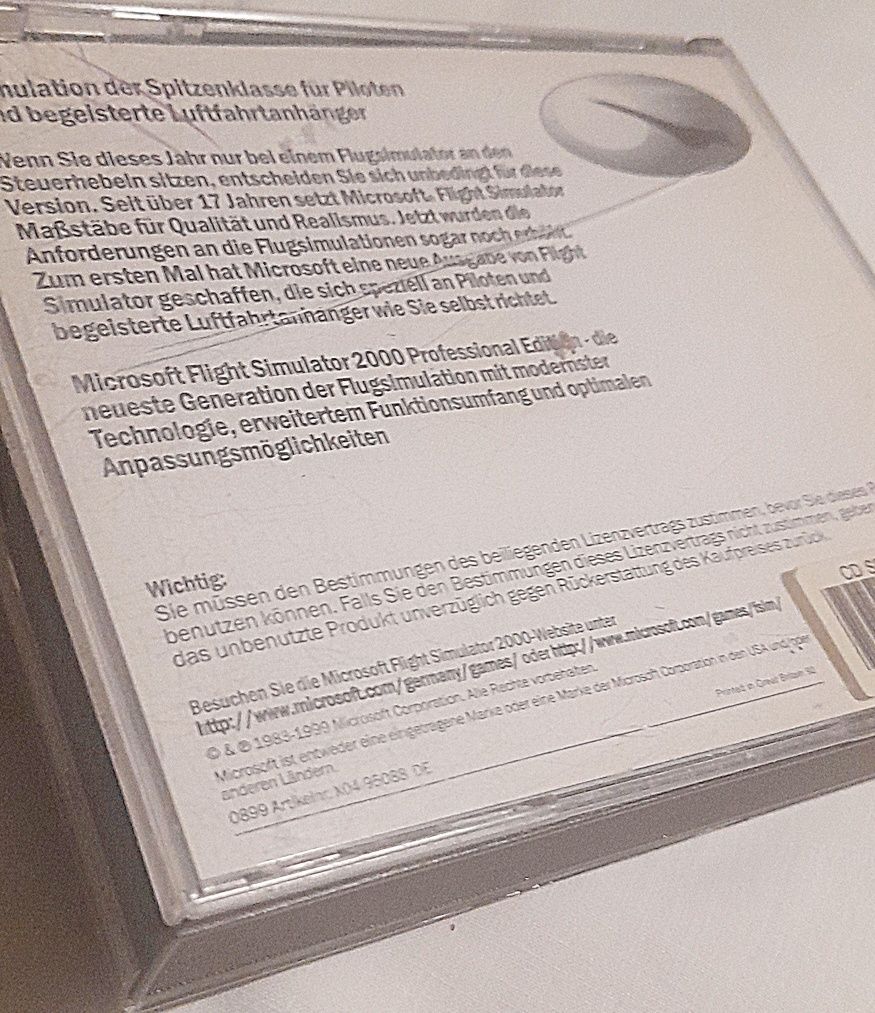 mulation der Spitzenklasse für Piloten
nd begeisterte Luftfahrtanhänger
Wenn Sie dieses Jahr nur bei einem Flugsimulator an den
Steuerhebeln sitzen, entscheiden Sie sich unbedingt für diese
Version. Seit über 17 Jahren setzt Microsoft® Flight Simulator
Maßstäbe für Qualität und Realismus. Jetzt wurden die
Anforderungen an die Flugsimulationen sogar noch erhöht.
Zum ersten Mal hat Microsoft eine neue Ausgabe von Flight
Simulator geschaffen, die sich speziell an Piloten und
begeisterte Luftfahrtanhänger wie Sie selbst richtet.
Microsoft Flight Simulator 2000 Professional Edition - die
neueste Generation der Flugsimulation mit modernster
Technologie, erweitertem Funktionsumfang und optimalen
Anpassungsmöglichkeiten
Wichtig:
Sie müssen den Bestimmungen des beiliegenden Lizenzvertrags zustimmen, bevor Sie dieses P
benutzen können. Falls Sie den Bestimmungen dieses Lizenzvertrags nicht zustimmen, geben
das unbenutzte Produkt unverzüglich gegen Rückerstattung des Kaufpreises zurück.
CD S
Besuchen Sie die Microsoft Flight Simulator 2000-Website unter
http://www.microsoft.com/germany/games/ oder http://www.microsoft.com/games/fsim/
© & ℗ 1983-1999 Microsoft Corporation. Alle Rechte vorbehalten.
Microsoft ist entweder eine eingetragene Marke oder eine Marke der Microsoft Corporation in den USA und/oder
anderen Ländern.
0899 Artikelnr. X04 95088 DE
Printed in Great Britain